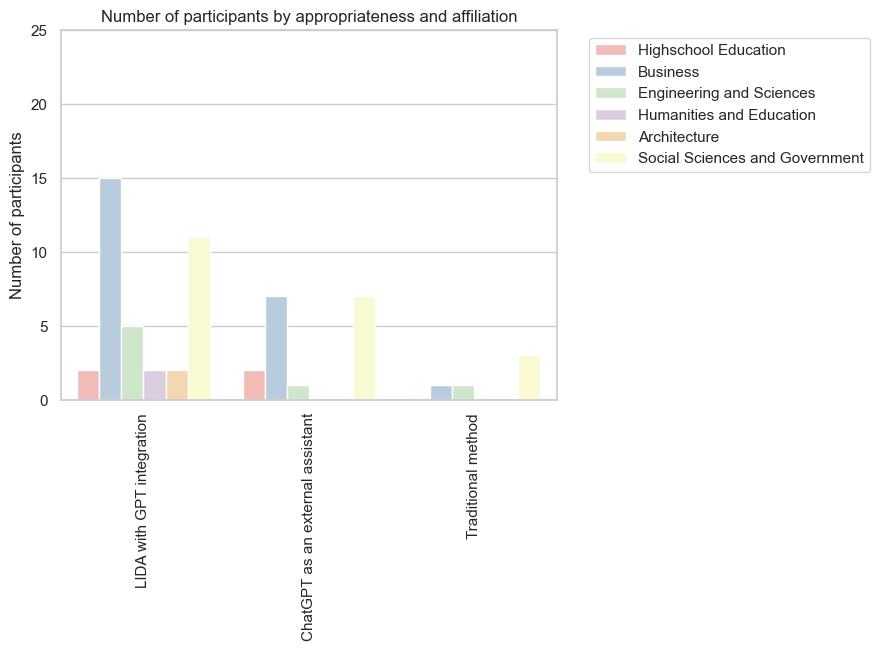 Number of participants by appropriateness and affiliation
Number of participants
25
20
15
10
5
0
LIDA with GPT integration
ChatGPT as an external assistant
Traditional method
Highschool Education
Business
Engineering and Sciences
Humanities and Education
Architecture
Social Sciences and Government